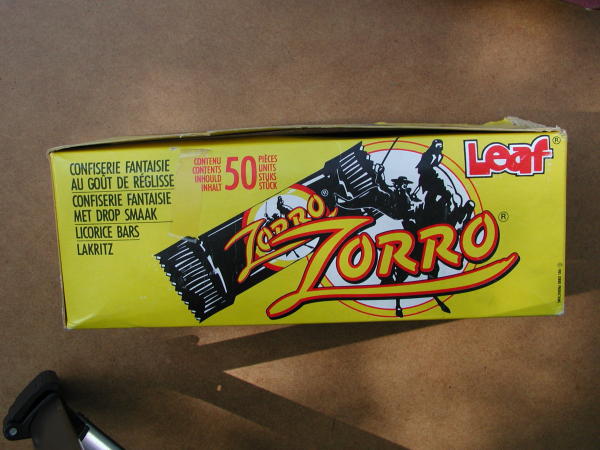 CONFISERIE FANTAISIE
AU GOÛT DE RÉGLISSE
CONFISERIE FANTAISIE
MET DROP SMAAK
LICORICE BARS
LAKRITZ
CONTENU
CONTENTS
INHOULD
INHALT
50
PIÈCES
UNITS
STUKS
STÜCK
Leaf®
ZORRO®
ZORRO®